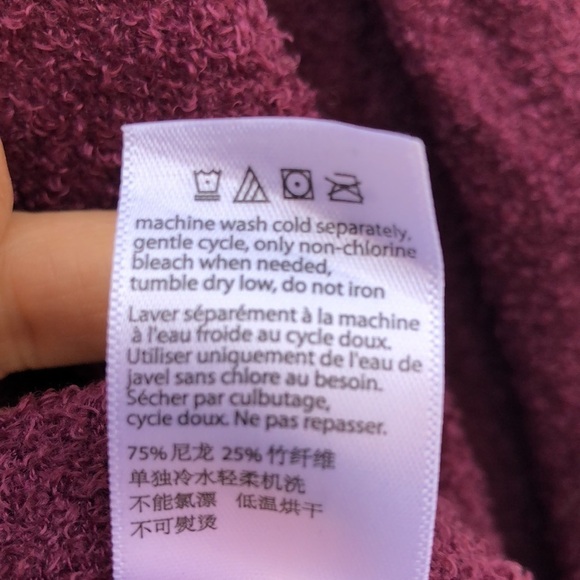 machine wash cold separately,
gentle cycle, only non-chlorine
bleach when needed,
tumble dry low, do not iron
Laver séparément à la machine
à l'eau froide au cycle doux.
Utiliser uniquement de l'eau de
javel sans chlore au besoin.
Sécher par culbutage,
cycle doux. Ne pas repasser.
75% 尼龙 25% 竹纤维
单独冷水轻柔机洗
不能氯漂 低温烘干
不可熨烫